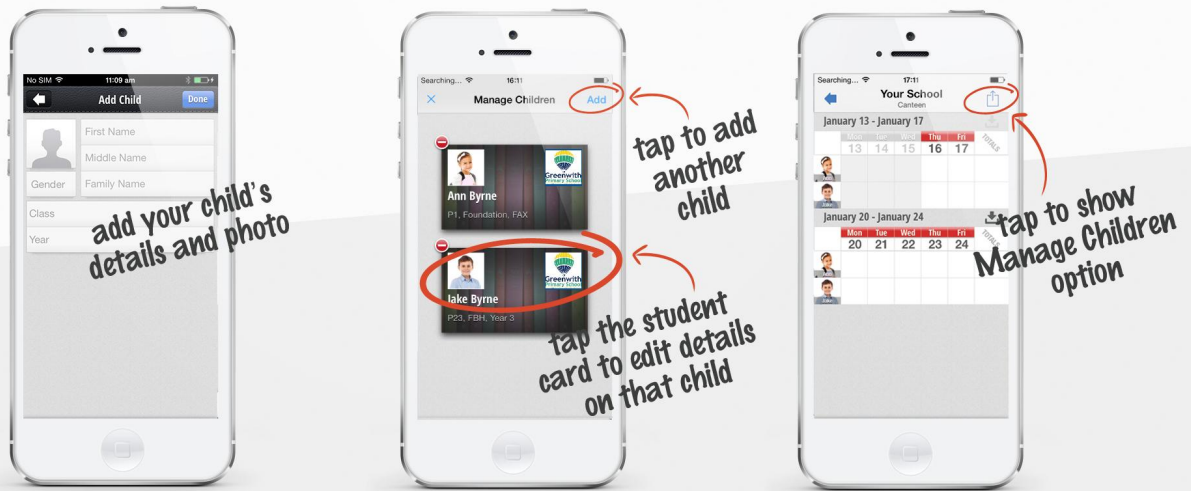 No SIM 11:09 am
Add Child Done
First Name
Middle Name
Gender Family Name
Class
Year
add your child's
details and photo
Searching... 16:11
Manage Children Add
Greenwith
Primary School
Ann Byrne
P1, Foundation, FAX
Greenwith
Primary School
Jake Byrne
P23, FBH, Year 3
tap to add
another
child
tap the student
card to edit details
on that child
Searching... 17:11
Your School
Canteen
January 13 - January 17
Mon Tue Wed Thu Fri TOTALS
13 14 15 16 17
Jake
January 20 - January 24
Mon Tue Wed Thu Fri TOTALS
20 21 22 23 24
Jake
tap to show
Manage Children
option